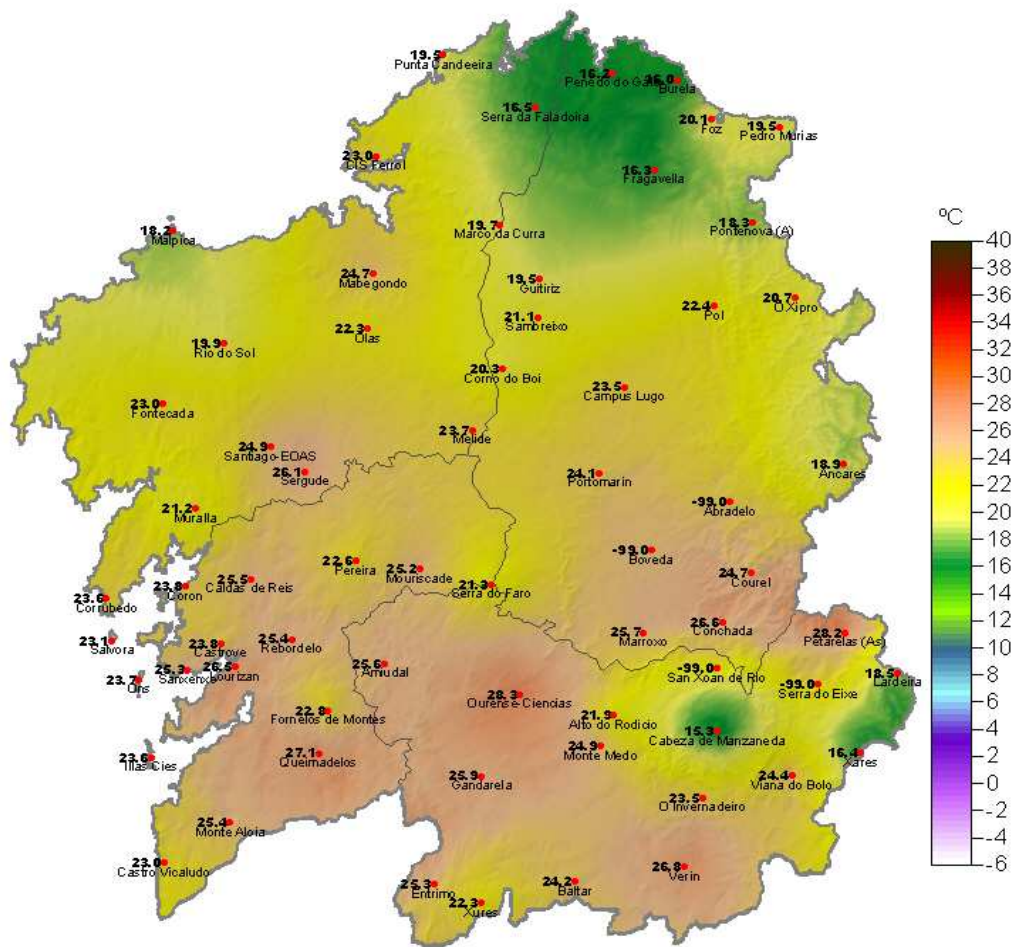 19.5
Punta Candeeira
16.2
Penedo do Galo
16.0
Burela
16.5
Serra da Faladoira
20.1
Foz
19.5
Pedro Murias
23.0
CIS Ferrol
16.3
Fragavella
18.2
Malpica
19.7
Marco da Curra
18.3
Pontenova (A)
ºC
24.7
Mabegondo
19.5
Guitiriz
22.4
Pol
20.7
O Xipro
21.1
Sambreixo
22.3
Olas
19.9
Rio do Sol
20.3
Corno do Boi
23.5
Campus Lugo
23.0
Fontecada
23.7
Melide
24.9
Santiago-EOAS
26.1
Sergude
24.1
Portomarin
18.9
Ancares
21.2
Muralla
-99.0
Abradelo
-99.0
Boveda
22.6
Pereira
25.2
Mouriscade
24.7
Courel
25.5
Caldas de Reis
23.8
Coron
21.3
Serra do Faro
23.6
Corrubedo
26.6
Conchada
25.7
Marroxo
28.2
Petarelas (As)
23.1
Salvora
23.8
Castrove
25.4
Rebordelo
25.6
Amiudal
-99.0
San Xoan de Rio
25.3
Sanxenxo
26.5
Lourizan
23.7
Ons
-99.0
Serra do Eixe
18.5
Lardeira
28.3
Ourense-Ciencias
22.8
Fornelos de Montes
21.9
Alto do Rodicio
15.3
Cabeza de Manzaneda
23.6
Illas Cies
27.1
Queimadelos
24.9
Monte Medo
16.4
Xares
25.9
Gandarela
24.4
Viana do Bolo
23.5
O Invernadeiro
25.4
Monte Aloia
23.0
Castro Vicaludo
26.8
Verin
25.3
Entrimo
24.2
Baltar
22.3
Xures
40
38
36
34
32
30
28
26
24
22
20
18
16
14
12
10
8
6
4
2
0
-2
-4
-6